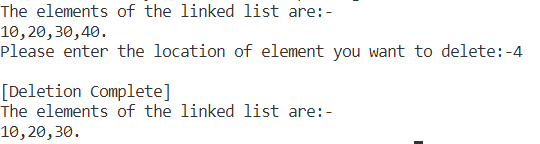 The elements of the linked list are:-
10,20,30,40.
Please enter the location of element you want to delete:-4
[Deletion Complete]
The elements of the linked list are:-
10,20,30.